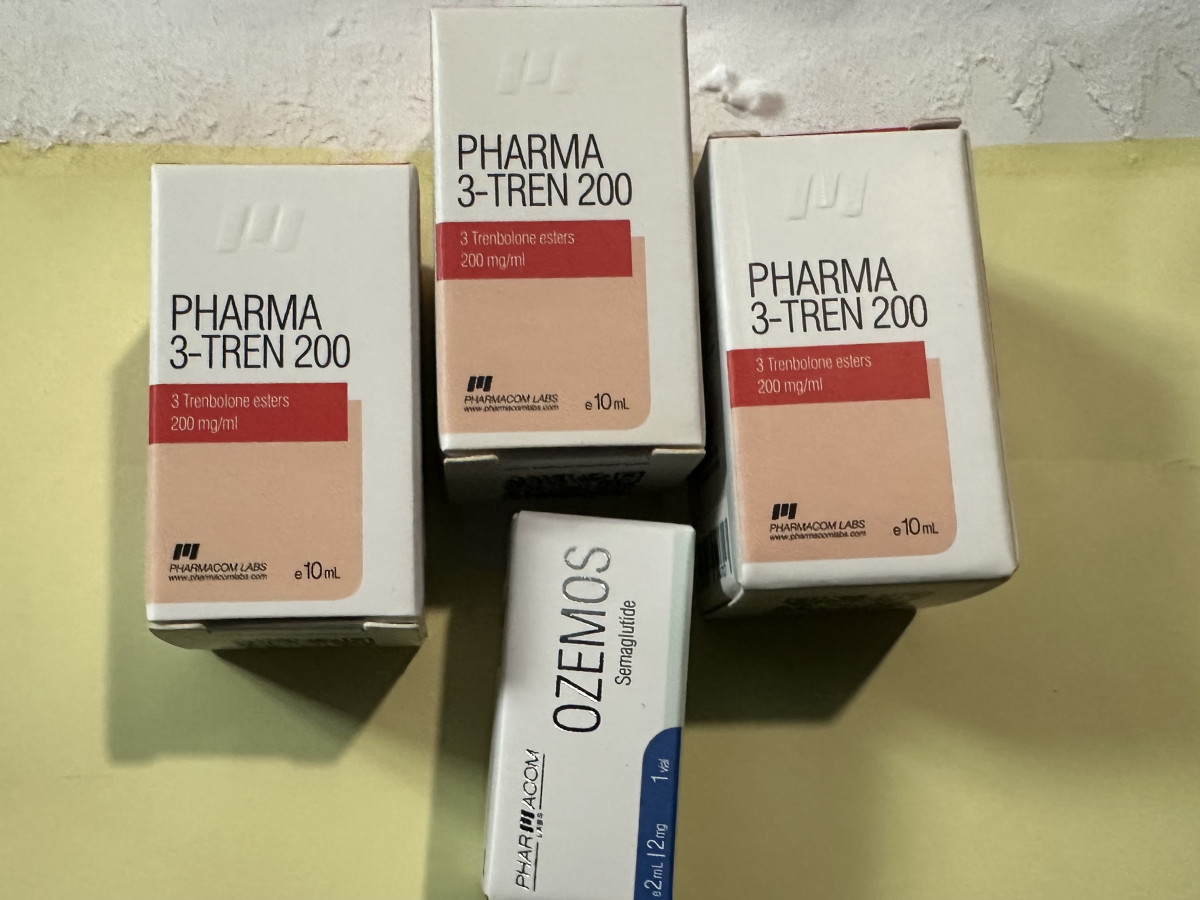 PHARMA
3-TREN 200
3 Trenbolone esters
200 mg/ml
PHARMACOM LABS
www.pharmacomlabs.com
e10mL
PHARMA
3-TREN 200
3 Trenbolone esters
200 mg/ml
PHARMACOM LABS
www.pharmacomlabs.com
e10mL
PHARMA
3-TREN 200
3 Trenbolone esters
200 mg/ml
PHARMACOM LABS
www.pharmacomlabs.com
e10mL
OZEMOS
Semaglutide
PHARMACOM
LABS
e2mL | 2mg 1 vial